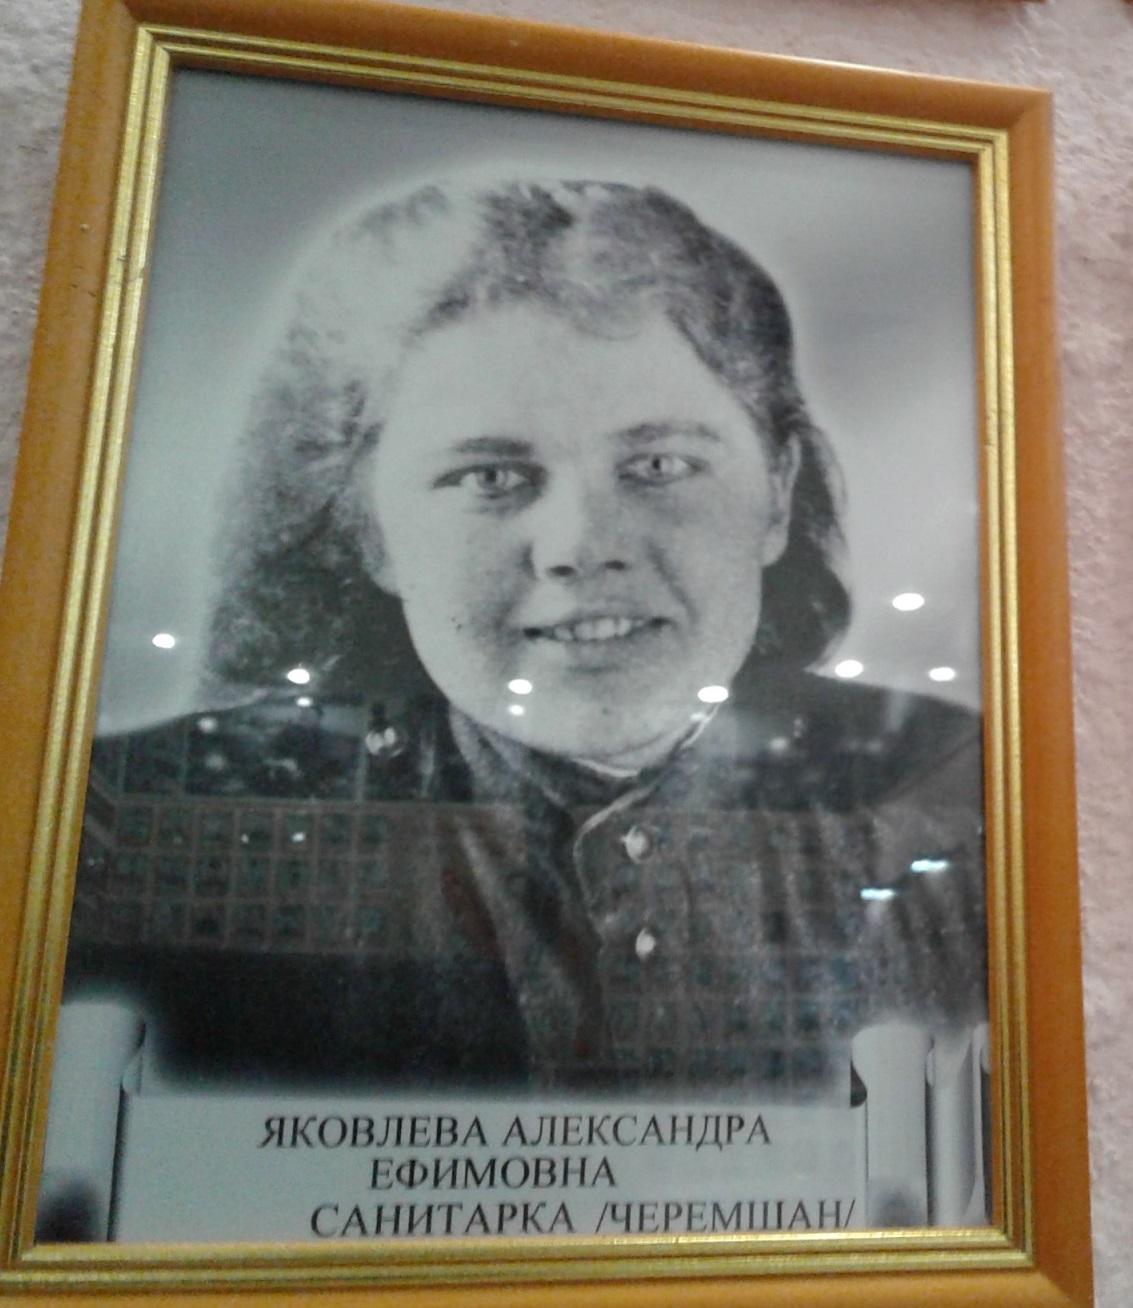 ЯКОВЛЕВА АЛЕКСАНДРА
ЕФИМОВНА
САНИТАРКА /ЧЕРЕМШАН/